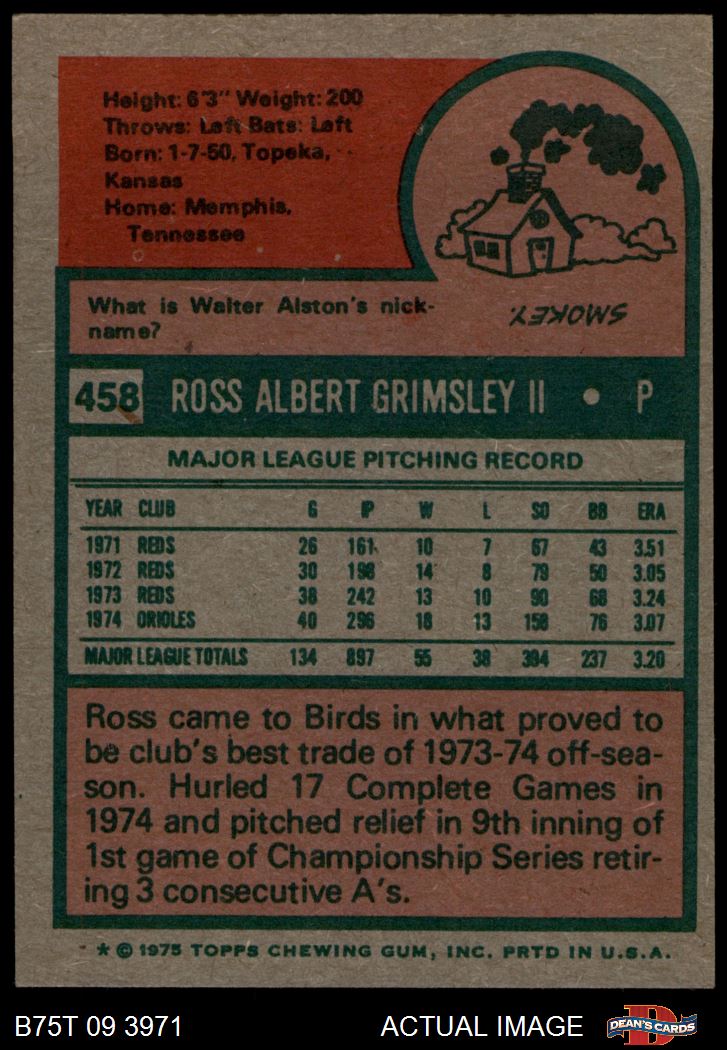 Height: 6'3" Weight: 200
Throws: Left Bats: Left
Born: 1-7-50, Topeka,
Kansas
Home: Memphis,
Tennessee
What is Walter Alston's nick-
name?
SMOKEY.
458 ROSS ALBERT GRIMSLEY II • P
MAJOR LEAGUE PITCHING RECORD
YEAR CLUB G IP W L SO BB ERA
1971 REDS 26 161 10 7 67 43 3.51
1972 REDS 30 198 14 8 79 50 3.05
1973 REDS 38 242 13 10 90 68 3.24
1974 ORIOLES 40 296 18 13 158 76 3.07
MAJOR LEAGUE TOTALS 134 897 55 38 394 237 3.20
Ross came to Birds in what proved to
be club's best trade of 1973-74 off-sea-
son. Hurled 17 Complete Games in
1974 and pitched relief in 9th inning of
1st game of Championship Series retir-
ing 3 consecutive A's.
* © 1975 TOPPS CHEWING GUM, INC. PRTD IN U.S.A.
B75T 09 3971 ACTUAL IMAGE D DEAN'S CARDS